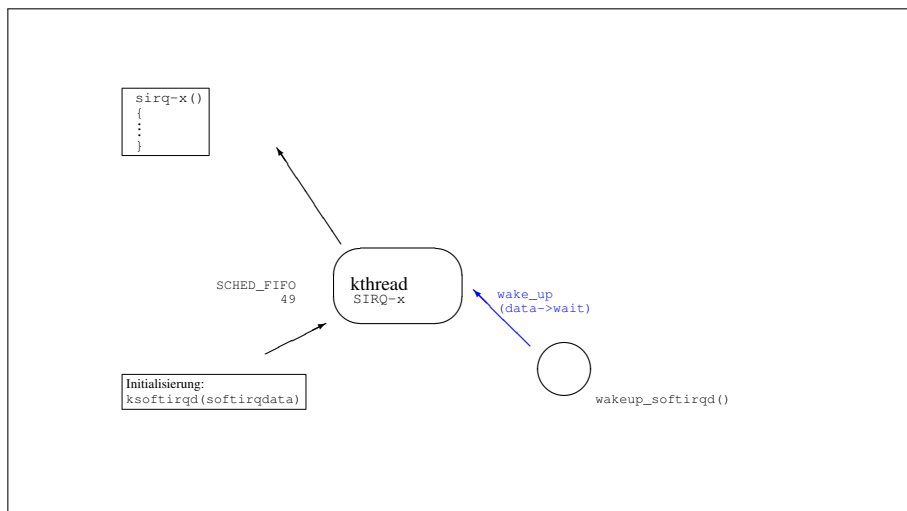 sirq-x()
{
⋮
}
SCHED_FIFO
49
kthread
SIRQ-x
wake_up
(data->wait)
Initialisierung:
ksoftirqd(softirqdata)
wakeup_softirqd()